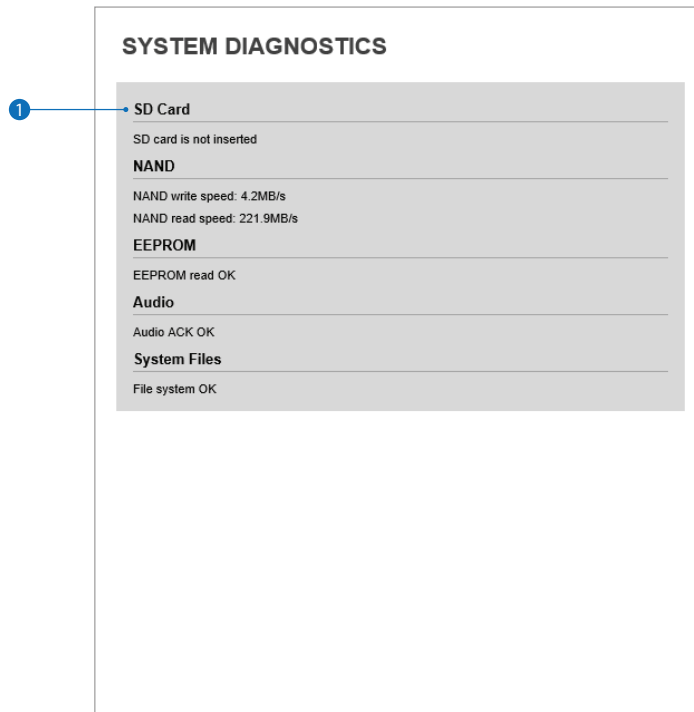 SYSTEM DIAGNOSTICS
1
SD Card
SD card is not inserted
NAND
NAND write speed: 4.2MB/s
NAND read speed: 221.9MB/s
EEPROM
EEPROM read OK
Audio
Audio ACK OK
System Files
File system OK